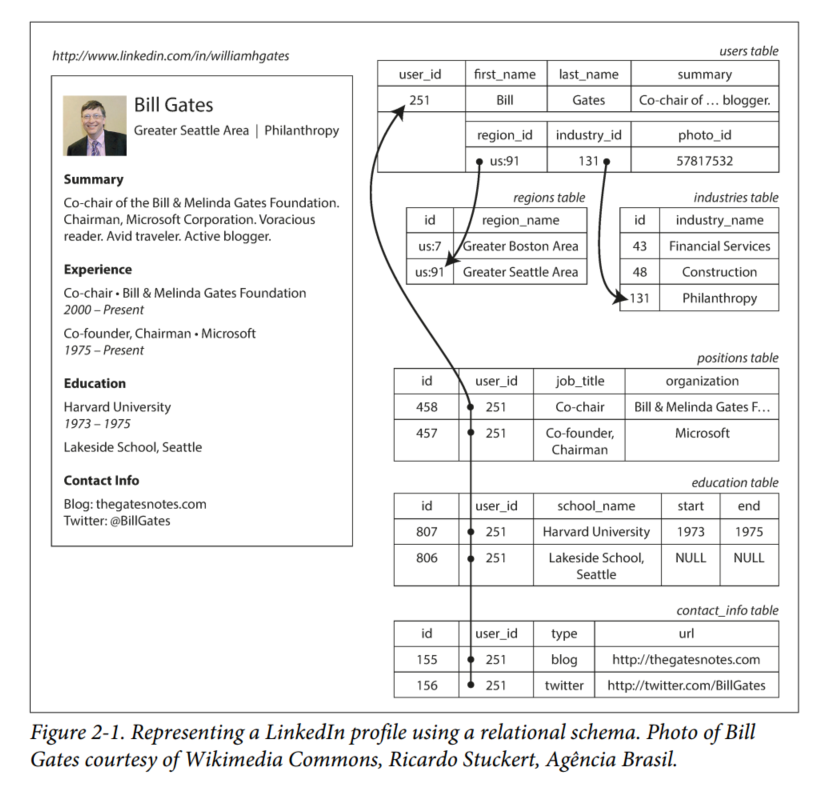 http://www.linkedin.com/in/williamhgates
Bill Gates
Greater Seattle Area | Philanthropy
Summary
Co-chair of the Bill & Melinda Gates Foundation.
Chairman, Microsoft Corporation. Voracious
reader. Avid traveler. Active blogger.
Experience
Co-chair • Bill & Melinda Gates Foundation
2000 – Present
Co-founder, Chairman • Microsoft
1975 – Present
Education
Harvard University
1973 – 1975
Lakeside School, Seattle
Contact Info
Blog: thegatesnotes.com
Twitter: @BillGates
users table
user_id first_name last_name summary
251 Bill Gates Co-chair of … blogger.
region_id industry_id photo_id
us:91 131 57817532
regions table
id region_name
us:7 Greater Boston Area
us:91 Greater Seattle Area
industries table
id industry_name
43 Financial Services
48 Construction
131 Philanthropy
positions table
id user_id job_title organization
458 251 Co-chair Bill & Melinda Gates F…
457 251 Co-founder, Microsoft
Chairman
education table
id user_id school_name start end
807 251 Harvard University 1973 1975
806 251 Lakeside School, NULL NULL
Seattle
contact_info table
id user_id type url
155 251 blog http://thegatesnotes.com
156 251 twitter http://twitter.com/BillGates
Figure 2-1. Representing a LinkedIn profile using a relational schema. Photo of Bill
Gates courtesy of Wikimedia Commons, Ricardo Stuckert, Agência Brasil.